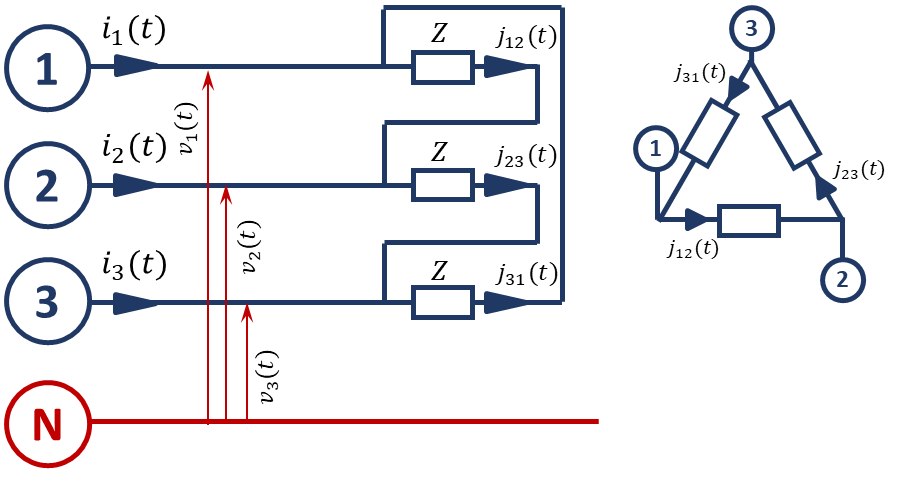 1
i₁(t)
Z
j₁₂(t)
v₁(t)
2
i₂(t)
Z
j₂₃(t)
v₂(t)
3
i₃(t)
Z
j₃₁(t)
v₃(t)
N
3
j₃₁(t)
1
j₂₃(t)
j₁₂(t)
2